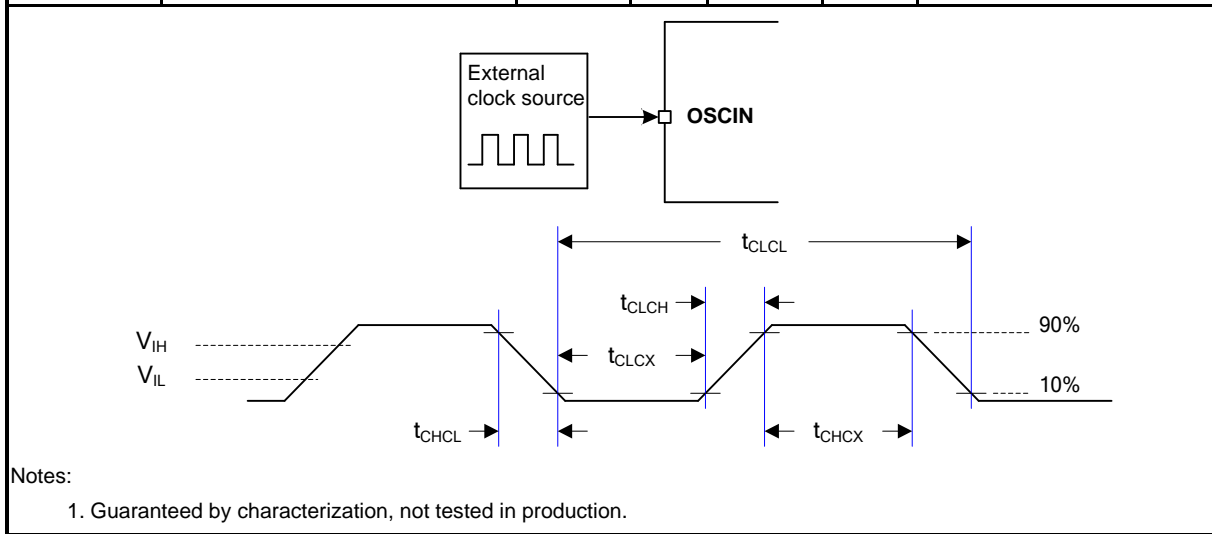 External
clock source
OSCIN
tCLCL
tCLCH
90%
VIH
tCLCX
VIL
10%
tCHCL
tCHCX
Notes:
1. Guaranteed by characterization, not tested in production.